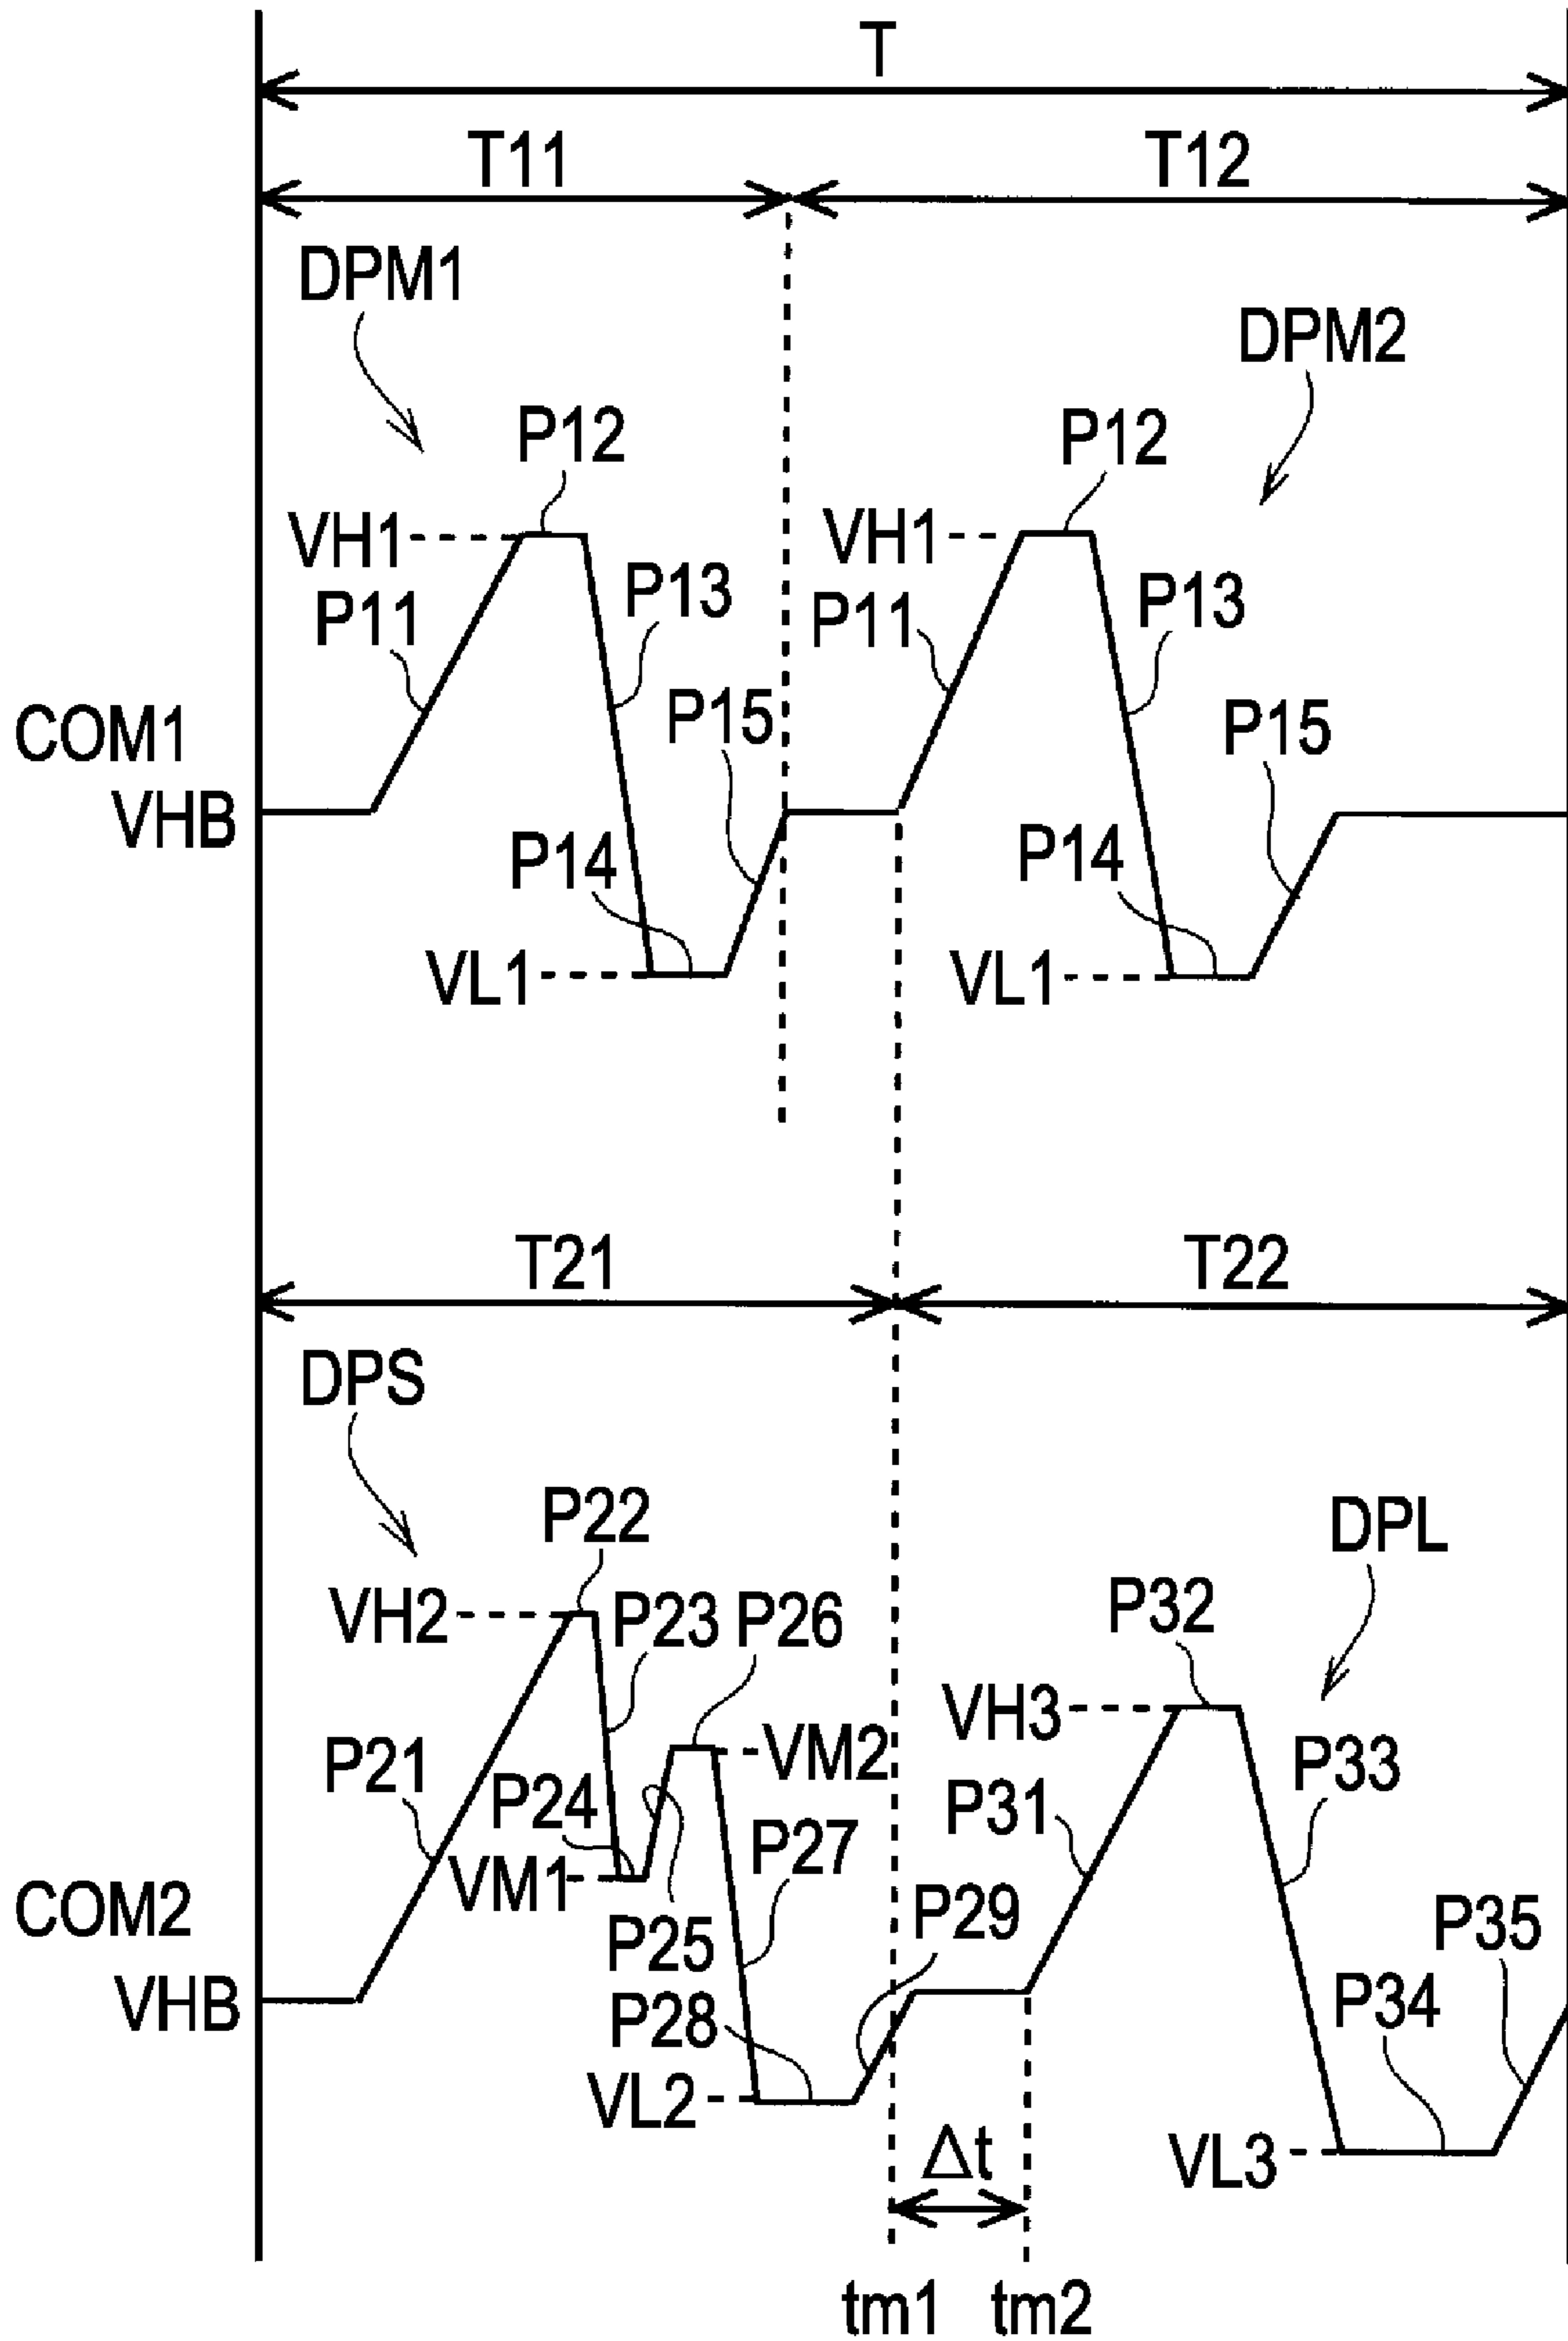 T
T11 T12
DPM1
DPM2
P12 P12
VH1 VH1
P13 P13
P11 P11
P15 P15
COM1
VHB
P14 P14
VL1 VL1
T21 T22
DPS
P22 DPL
VH2 P23 P26 P32
VH3
VM2
P21 P24 P31 P33
P27
VM1
COM2 P25 P29 P35
VHB P28 P34
VL2
Δt VL3
tm1 tm2